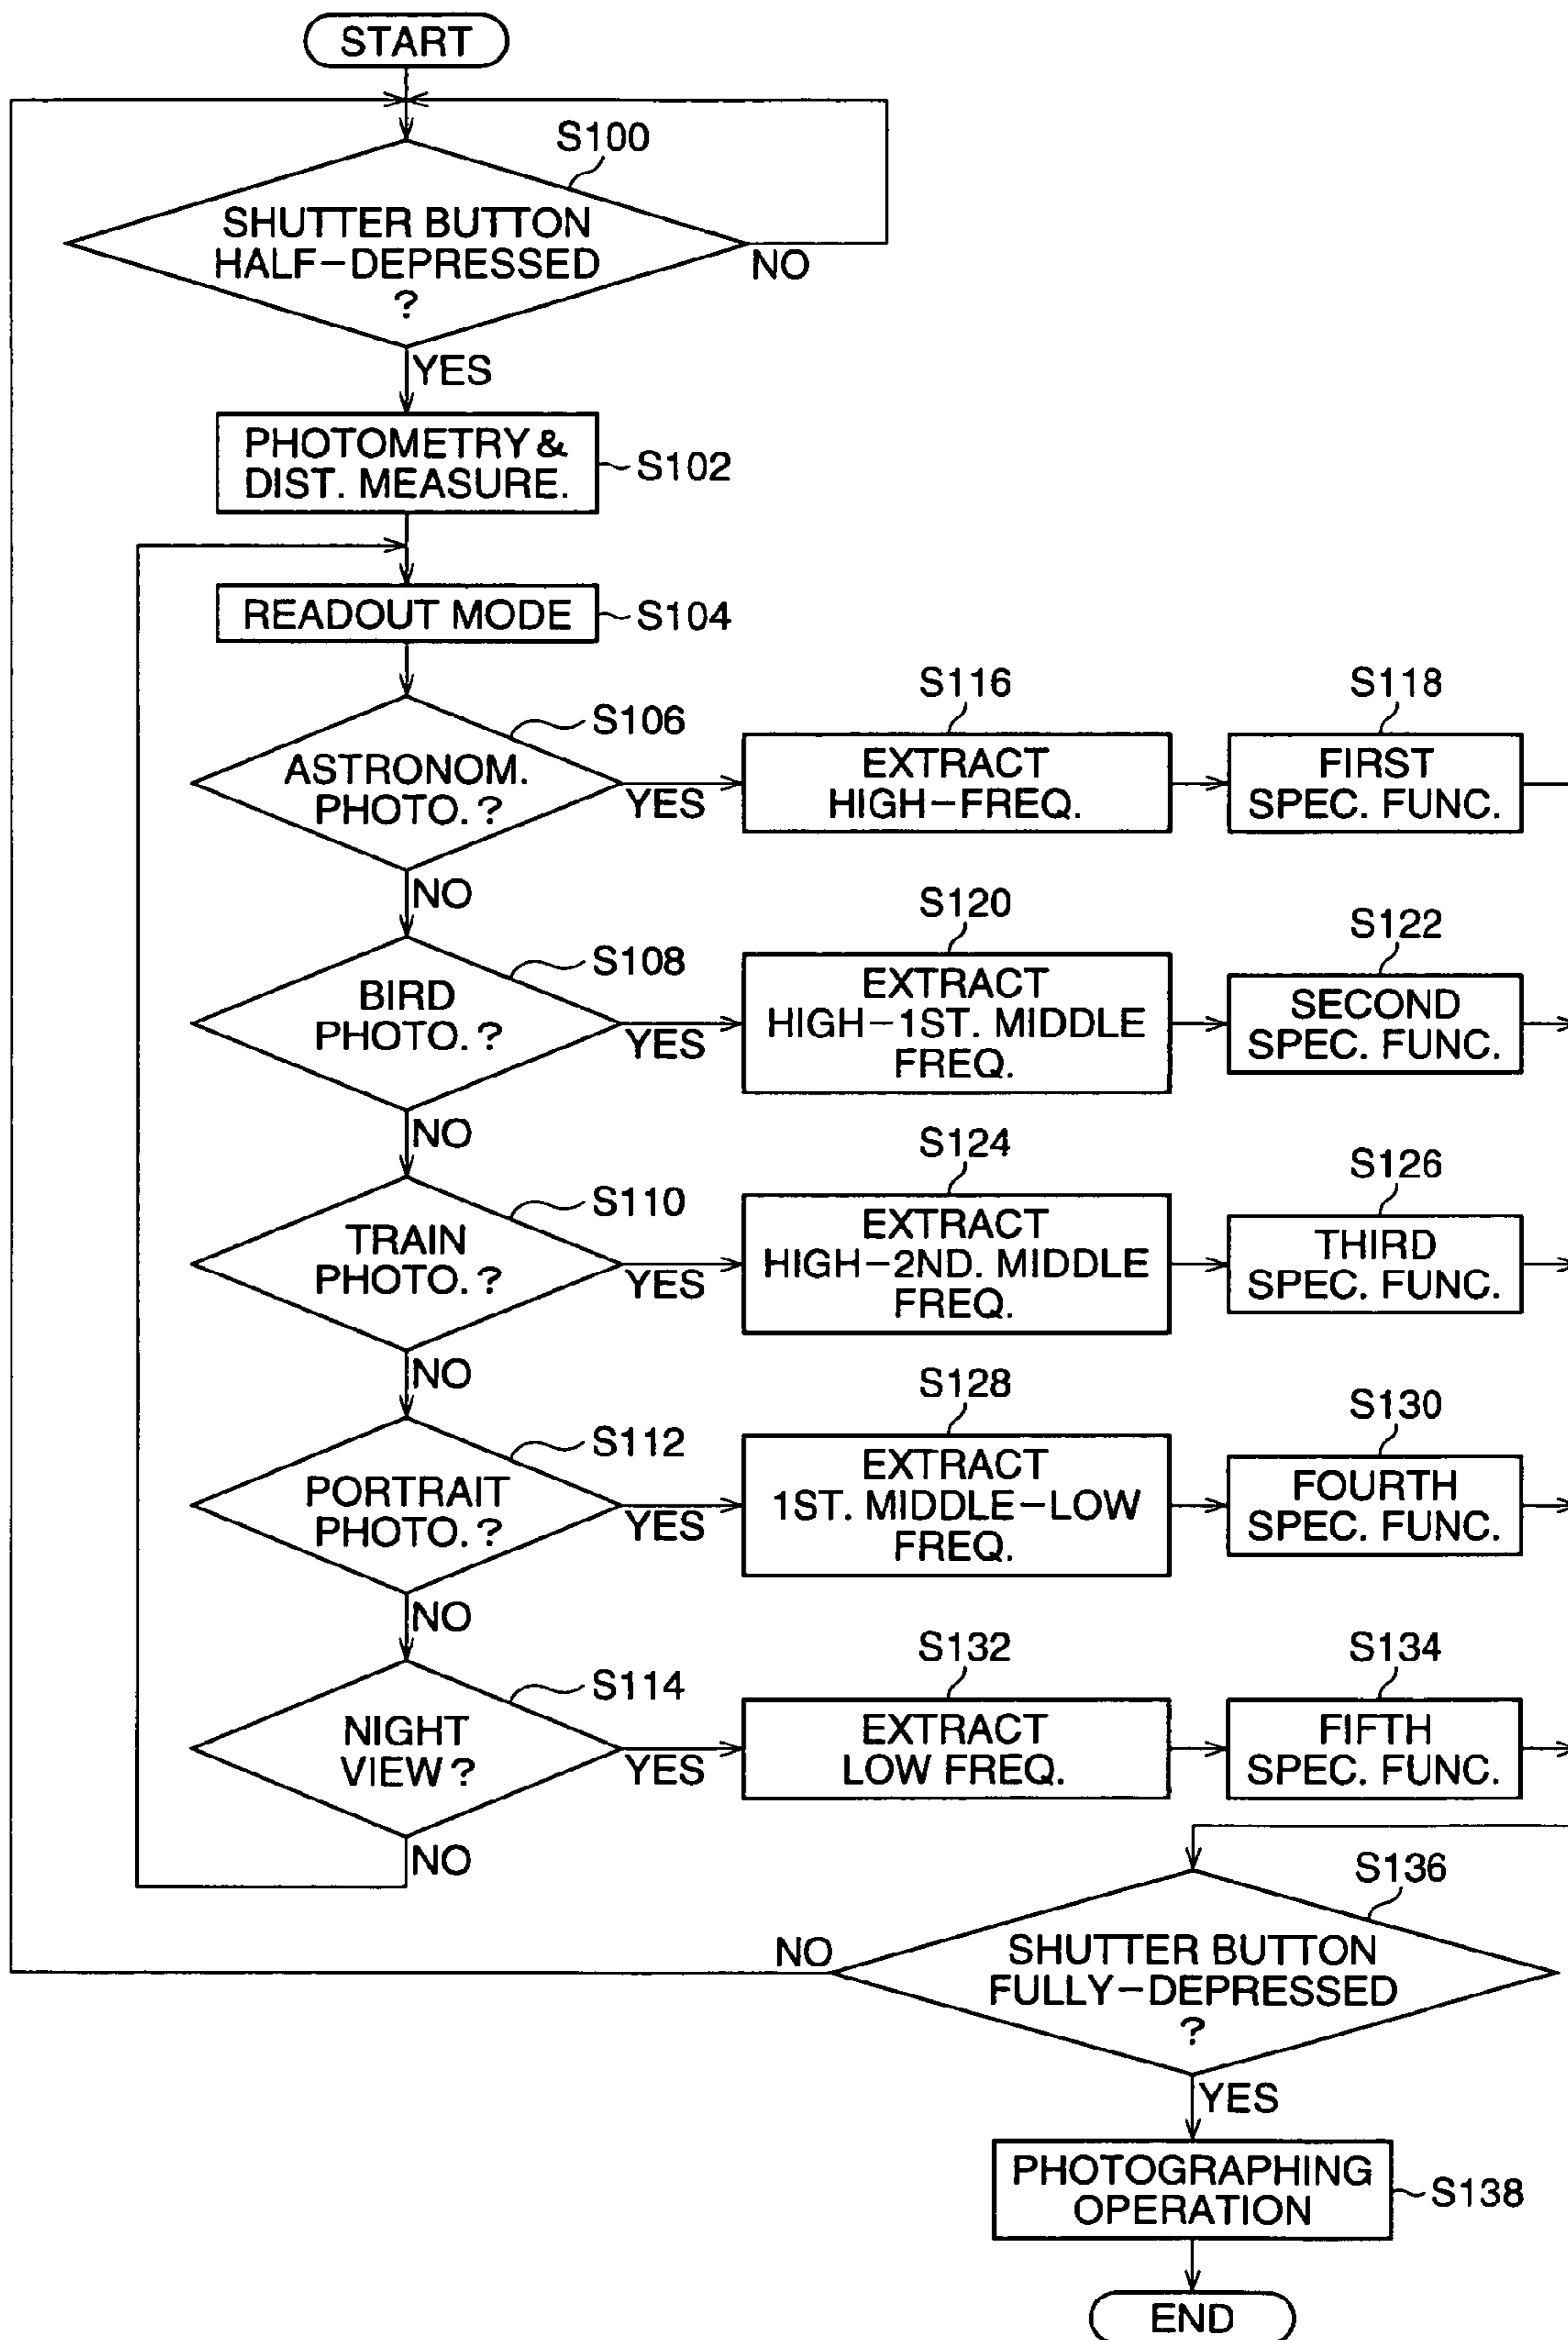 START
S100
SHUTTER BUTTON
HALF-DEPRESSED
?
NO
YES
PHOTOMETRY &
DIST. MEASURE.
S102
READOUT MODE
S104
S106
ASTRONOM.
PHOTO. ?
YES
NO
S116
EXTRACT
HIGH-FREQ.
S118
FIRST
SPEC. FUNC.
S108
BIRD
PHOTO. ?
YES
NO
S120
EXTRACT
HIGH-1ST. MIDDLE
FREQ.
S122
SECOND
SPEC. FUNC.
S110
TRAIN
PHOTO. ?
YES
NO
S124
EXTRACT
HIGH-2ND. MIDDLE
FREQ.
S126
THIRD
SPEC. FUNC.
S112
PORTRAIT
PHOTO. ?
YES
NO
S128
EXTRACT
1ST. MIDDLE-LOW
FREQ.
S130
FOURTH
SPEC. FUNC.
S114
NIGHT
VIEW ?
YES
NO
S132
EXTRACT
LOW FREQ.
S134
FIFTH
SPEC. FUNC.
S136
SHUTTER BUTTON
FULLY-DEPRESSED
?
NO
YES
PHOTOGRAPHING
OPERATION
S138
END